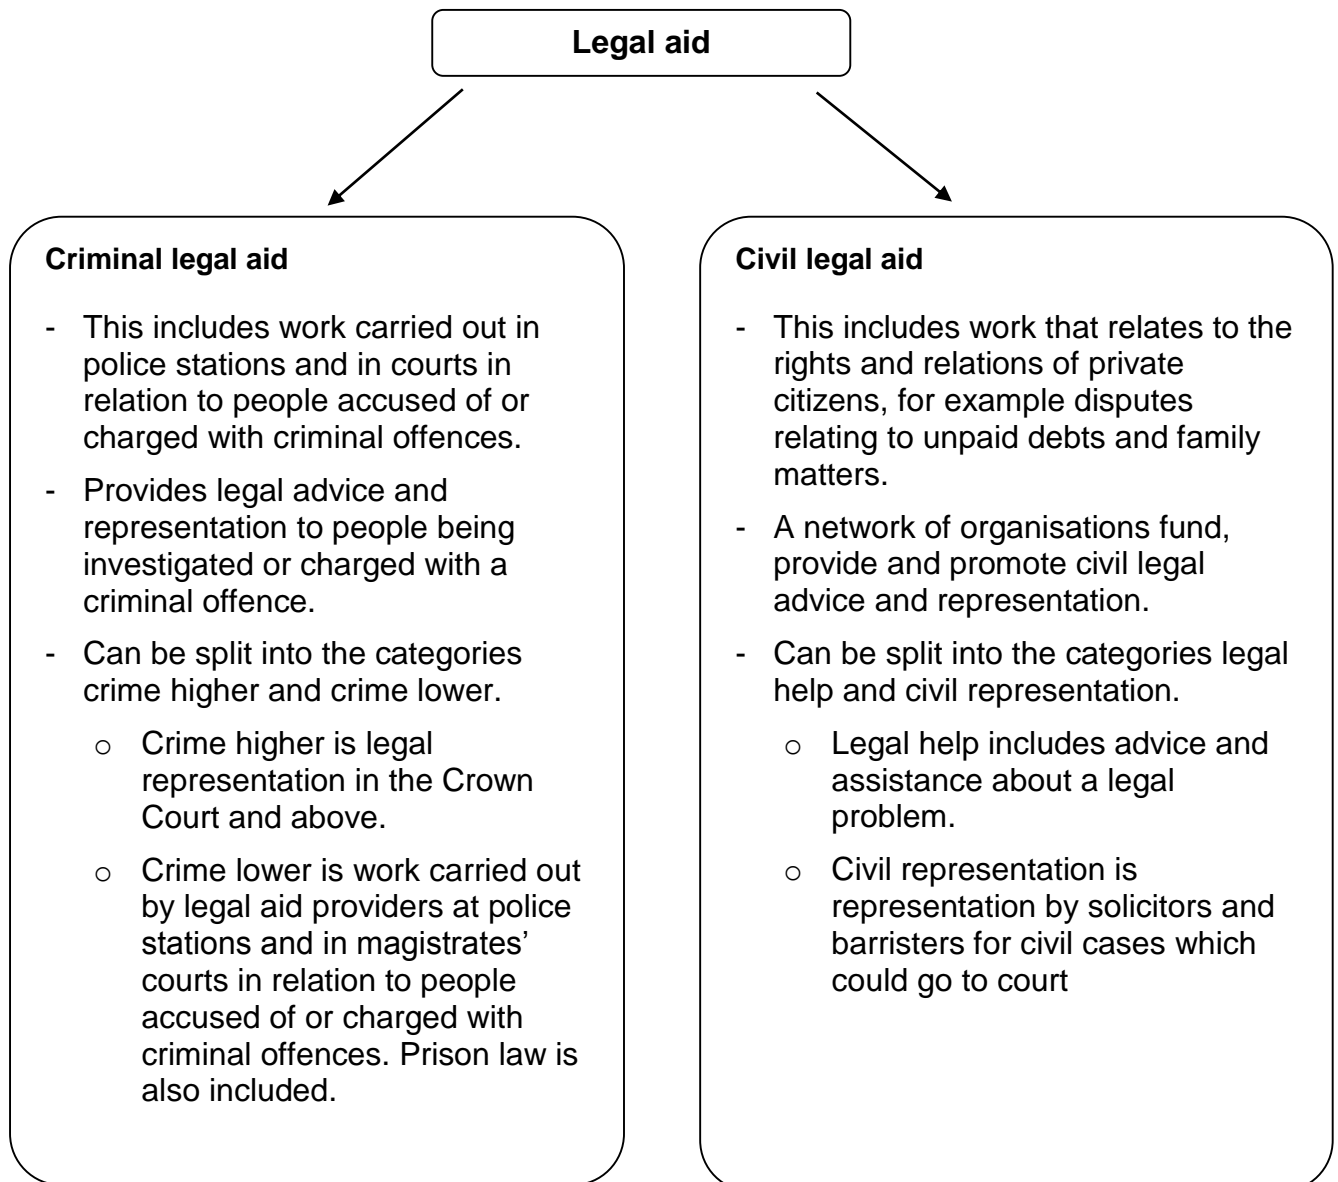 Legal aid
Criminal legal aid
- This includes work carried out in
police stations and in courts in
relation to people accused of or
charged with criminal offences.
- Provides legal advice and
representation to people being
investigated or charged with a
criminal offence.
- Can be split into the categories
crime higher and crime lower.
o Crime higher is legal
representation in the Crown
Court and above.
o Crime lower is work carried out
by legal aid providers at police
stations and in magistrates’
courts in relation to people
accused of or charged with
criminal offences. Prison law is
also included.
Civil legal aid
- This includes work that relates to the
rights and relations of private
citizens, for example disputes
relating to unpaid debts and family
matters.
- A network of organisations fund,
provide and promote civil legal
advice and representation.
- Can be split into the categories legal
help and civil representation.
o Legal help includes advice and
assistance about a legal
problem.
o Civil representation is
representation by solicitors and
barristers for civil cases which
could go to court